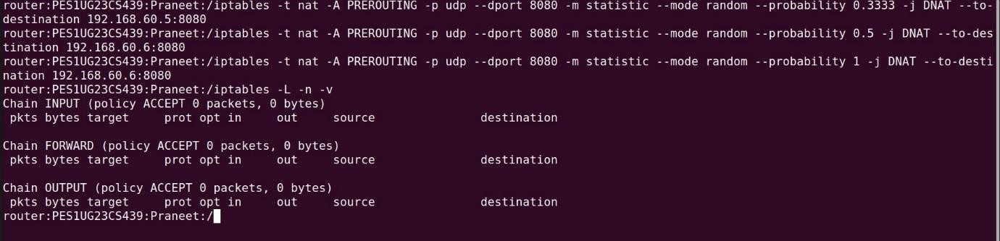 router:PES1UG23CS439:Praneet:/iptables -t nat -A PREROUTING -p udp --dport 8080 -m statistic --mode random --probability 0.3333 -j DNAT --to-
destination 192.168.60.5:8080
router:PES1UG23CS439:Praneet:/iptables -t nat -A PREROUTING -p udp --dport 8080 -m statistic --mode random --probability 0.5 -j DNAT --to-des
tination 192.168.60.6:8080
router:PES1UG23CS439:Praneet:/iptables -t nat -A PREROUTING -p udp --dport 8080 -m statistic --mode random --probability 1 -j DNAT --to-desti
nation 192.168.60.6:8080
router:PES1UG23CS439:Praneet:/iptables -L -n -v
Chain INPUT (policy ACCEPT 0 packets, 0 bytes)
 pkts bytes target     prot opt in     out     source               destination

Chain FORWARD (policy ACCEPT 0 packets, 0 bytes)
 pkts bytes target     prot opt in     out     source               destination

Chain OUTPUT (policy ACCEPT 0 packets, 0 bytes)
 pkts bytes target     prot opt in     out     source               destination
router:PES1UG23CS439:Praneet:/